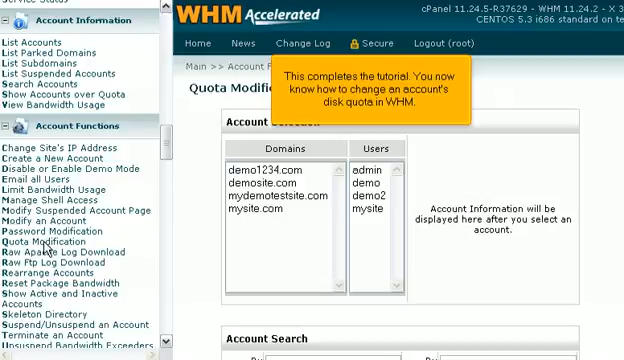 Service Status
Account Information
List Accounts
List Parked Domains
List Subdomains
List Suspended Accounts
Search Accounts
Show Accounts over Quota
View Bandwidth Usage
Account Functions
Change Site's IP Address
Create a New Account
Disable or Enable Demo Mode
Email all Users
Limit Bandwidth Usage
Manage Shell Access
Modify Suspended Account Page
Modify an Account
Password Modification
Quota Modification
Raw Apache Log Download
Raw Ftp Log Download
Rearrange Accounts
Reset Package Bandwidth
Show Active and Inactive
Accounts
Skeleton Directory
Suspend/Unsuspend an Account
Terminate an Account
Unsuspend Bandwidth Exceeders
WHM Accelerated
cPanel 11.24.5-R37629 - WHM 11.24.2 - X 3
CENTOS 5.3 i686 standard on
Home News Change Log Secure Logout (root)
Main >> Account F
This completes the tutorial. You now
know how to change an account's
disk quota in WHM.
Quota Modific
Account Selection
Domains
demo1234.com
demosite.com
mydemotestsite.com
mysite.com
Users
admin
demo
demo2
mysite
Account Information will be
displayed here after you select an
account.
Account Search
By
By